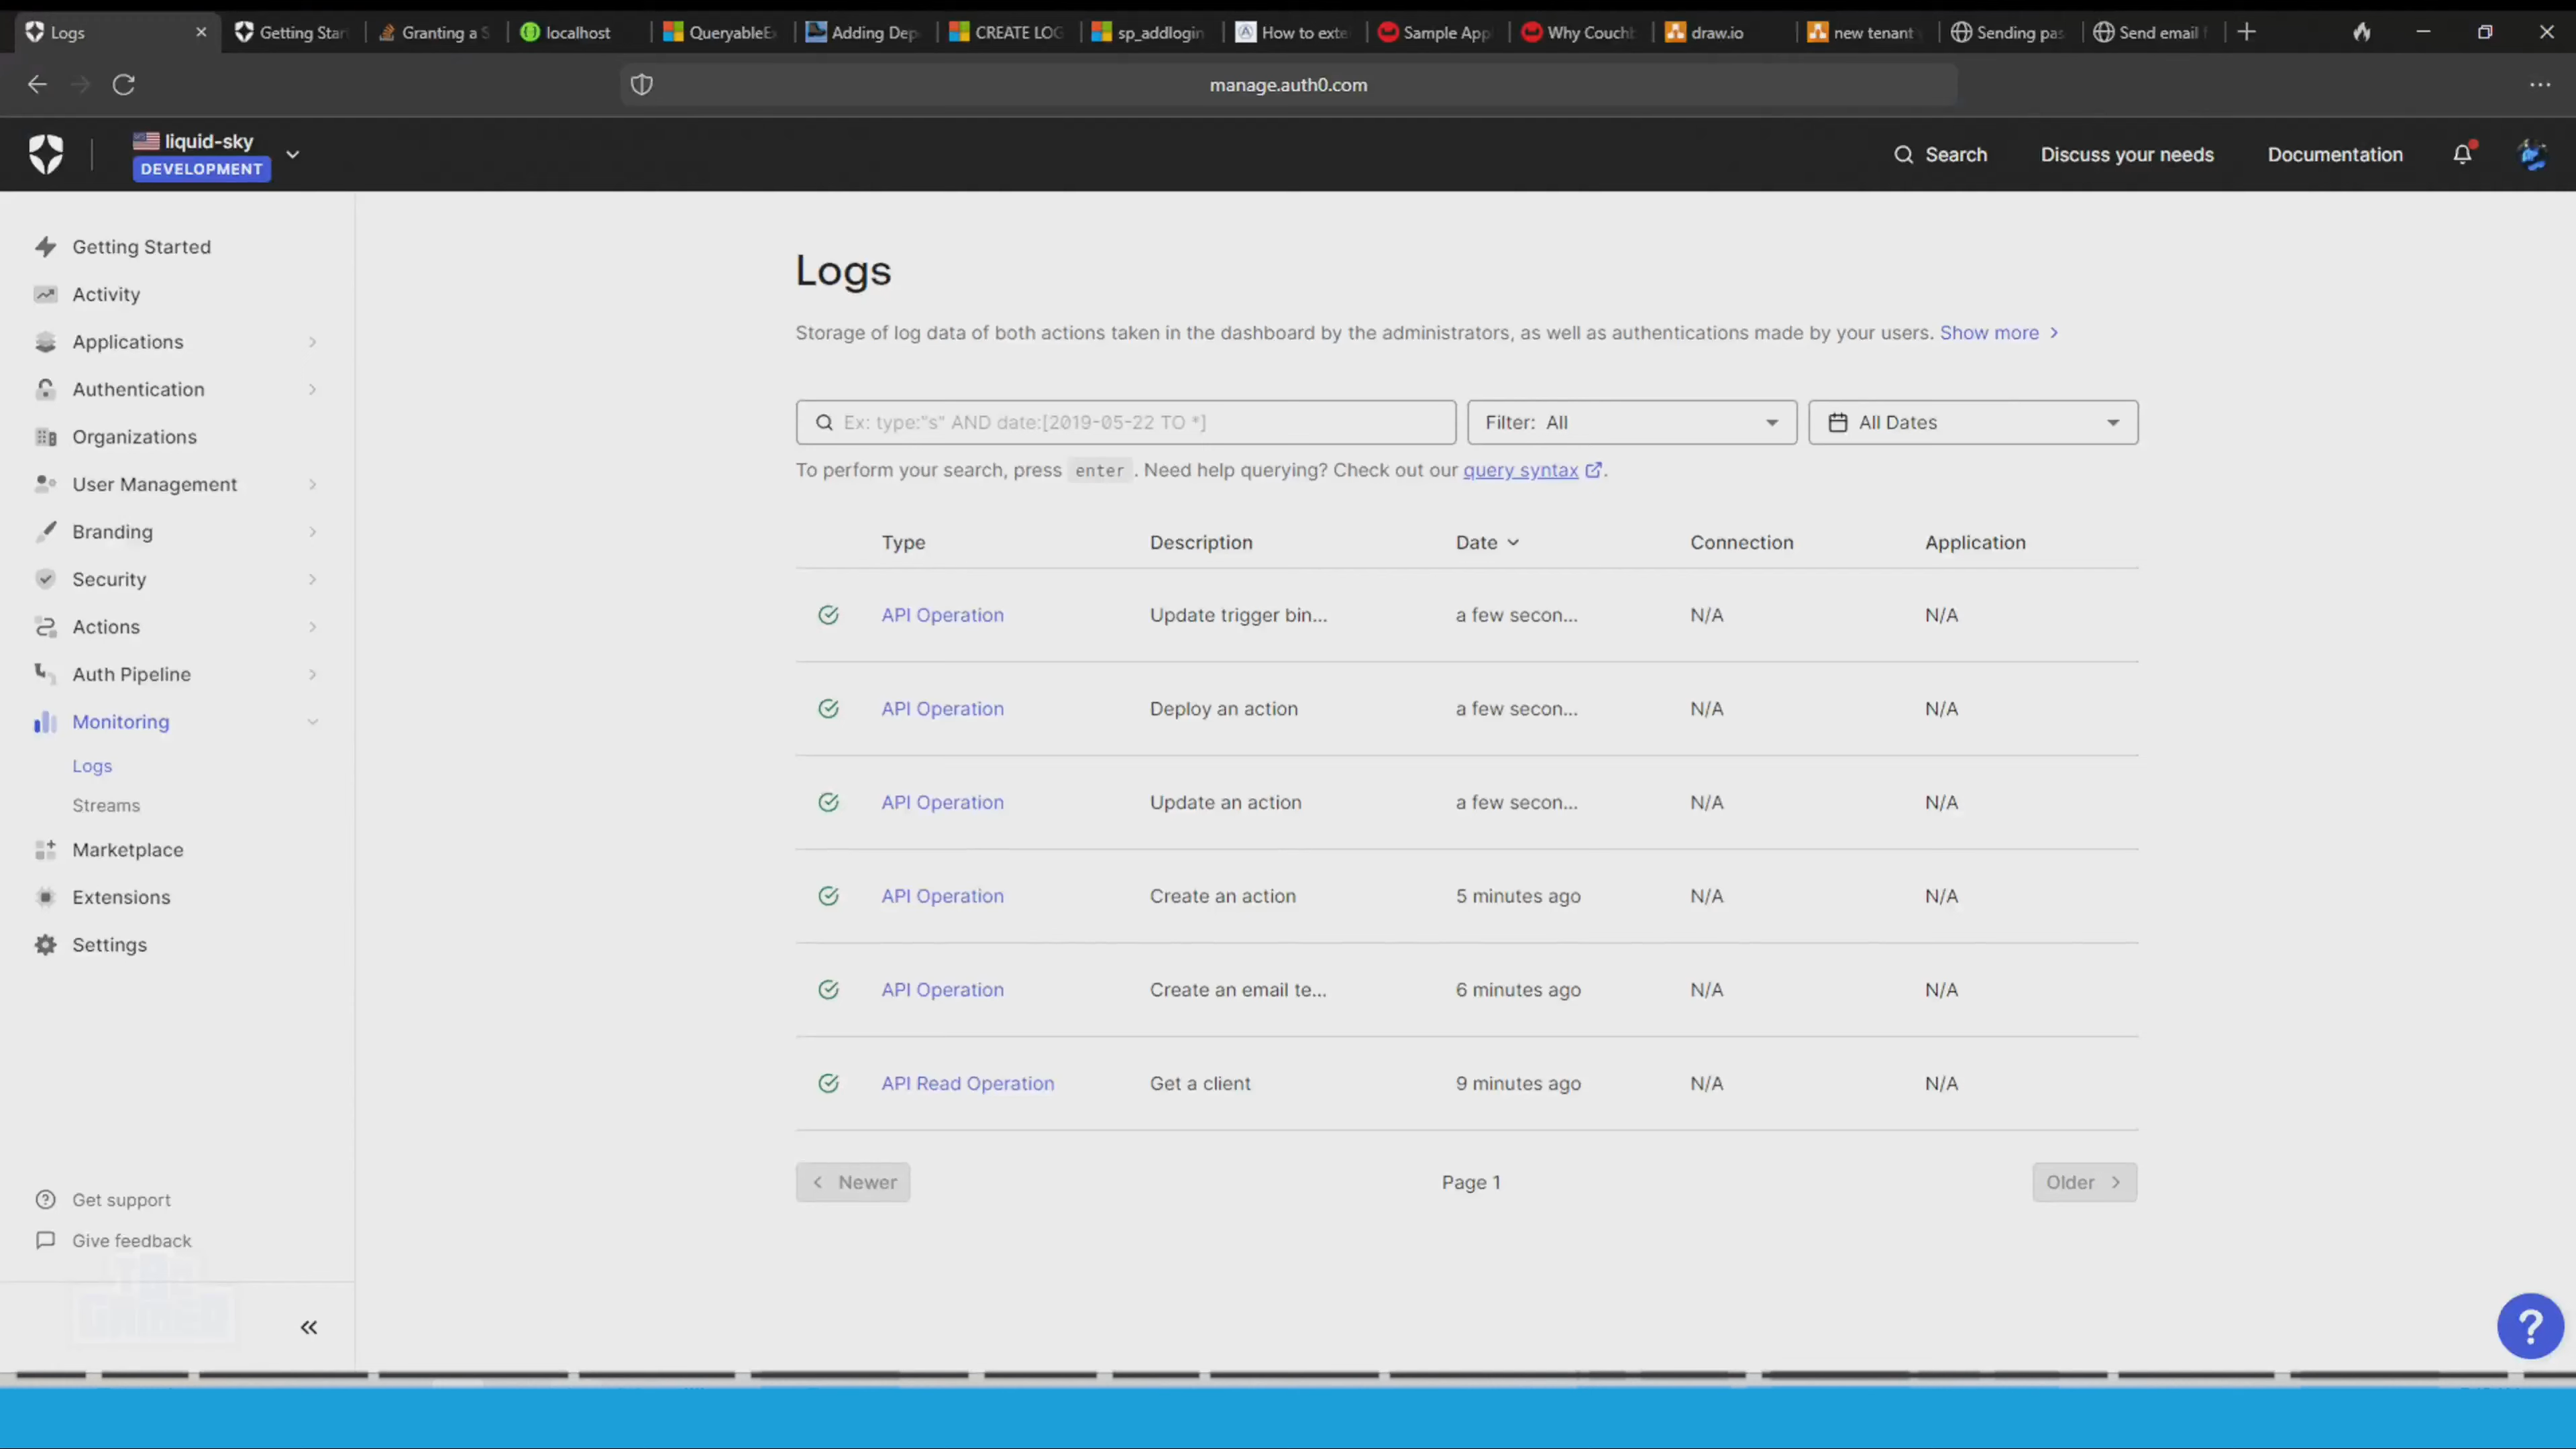 Logs
Getting Star
Granting a S
localhost
QueryableE
Adding Dep
CREATE LOG
sp_addlogin
How to exte
Sample App
Why Couchb
draw.io
new tenant
Sending pas
Send email f
manage.auth0.com
liquid-sky
DEVELOPMENT
Search
Discuss your needs
Documentation
Getting Started
Activity
Applications
Authentication
Organizations
User Management
Branding
Security
Actions
Auth Pipeline
Monitoring
Logs
Streams
Marketplace
Extensions
Settings
Get support
Give feedback
Logs
Storage of log data of both actions taken in the dashboard by the administrators, as well as authentications made by your users. Show more
Ex: type:"s" AND date:[2019-05-22 TO *]
Filter: All
All Dates
To perform your search, press enter. Need help querying? Check out our query syntax.
Type Description Date Connection Application
API Operation Update trigger bin... a few secon... N/A N/A
API Operation Deploy an action a few secon... N/A N/A
API Operation Update an action a few secon... N/A N/A
API Operation Create an action 5 minutes ago N/A N/A
API Operation Create an email te... 6 minutes ago N/A N/A
API Read Operation Get a client 9 minutes ago N/A N/A
Newer
Page 1
Older
?